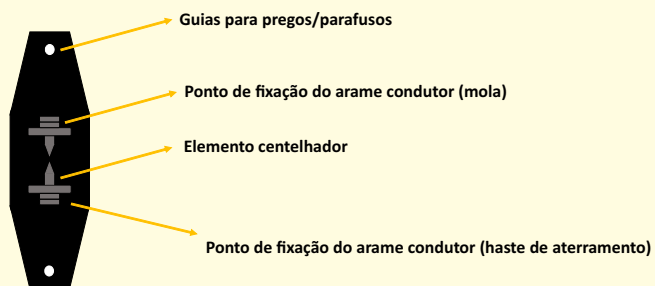 Guias para pregos/parafusos
Ponto de fixação do arame condutor (mola)
Elemento centelhador
Ponto de fixação do arame condutor (haste de aterramento)